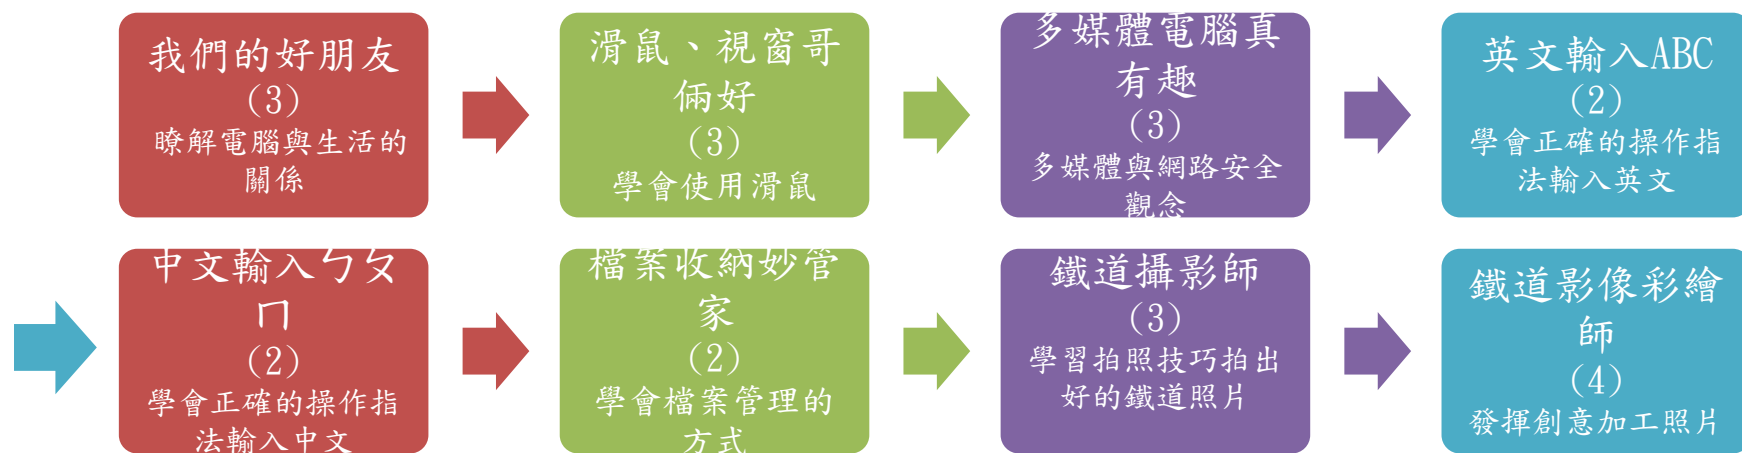 我們的好朋友
(3)
瞭解電腦與生活的
關係
滑鼠、視窗哥
倆好
(3)
學會使用滑鼠
多媒體電腦真
有趣
(3)
多媒體與網路安全
觀念
英文輸入ABC
(2)
學會正確的操作指
法輸入英文
中文輸入ㄅㄆ
ㄇ
(2)
學會正確的操作指
法輸入中文
檔案收納妙管
家
(2)
學會檔案管理的
方式
鐵道攝影師
(3)
學習拍照技巧拍出
好的鐵道照片
鐵道影像彩繪
師
(4)
發揮創意加工照片